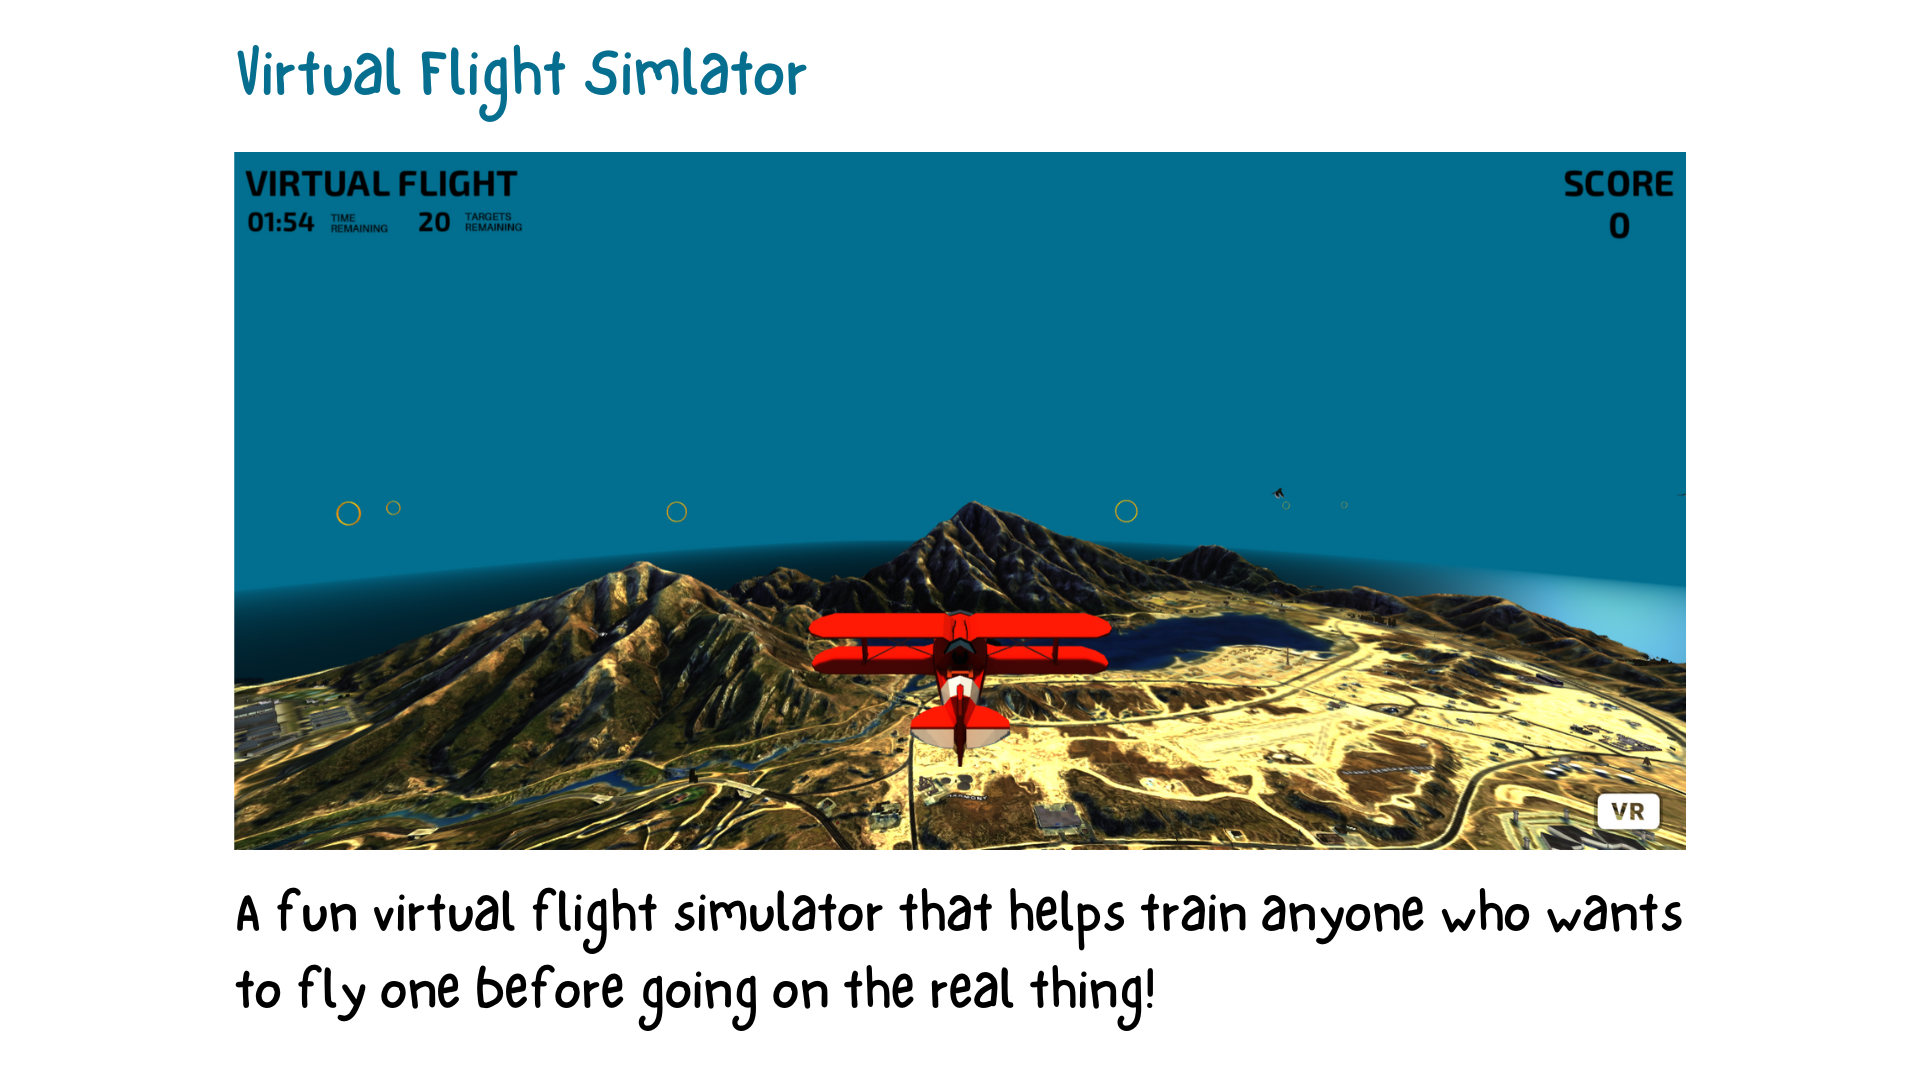 Virtual Flight Simlator
VIRTUAL FLIGHT
01:54 TIME REMAINING 20 TARGETS REMAINING
SCORE
0
VR
A fun virtual flight simulator that helps train anyone who wants
to fly one before going on the real thing!